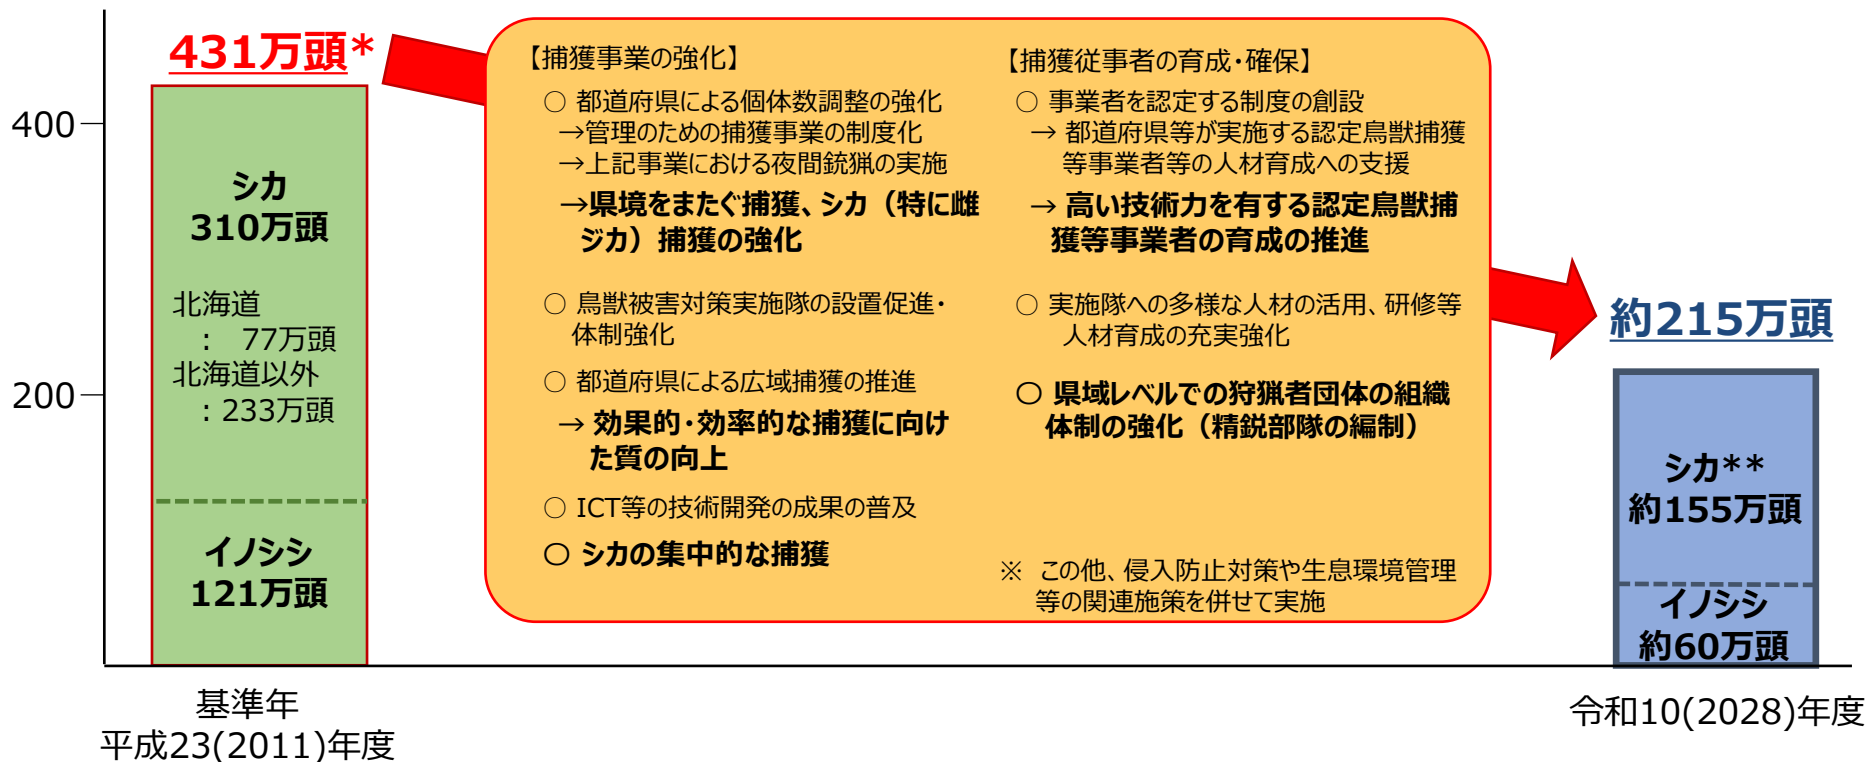 431万頭*
400
200
シカ
310万頭
北海道
: 77万頭
北海道以外
: 233万頭
イノシシ
121万頭
基準年
平成23(2011)年度
【捕獲事業の強化】
○ 都道府県による個体数調整の強化
→管理のための捕獲事業の制度化
→上記事業における夜間銃猟の実施
→県境をまたぐ捕獲、シカ（特に雌
ジカ）捕獲の強化
○ 鳥獣被害対策実施隊の設置促進・
体制強化
○ 都道府県による広域捕獲の推進
→ 効果的・効率的な捕獲に向け
た質の向上
○ ICT等の技術開発の成果の普及
○ シカの集中的な捕獲
【捕獲従事者の育成・確保】
○ 事業者を認定する制度の創設
→ 都道府県等が実施する認定鳥獣捕獲
等事業者等の人材育成への支援
→ 高い技術力を有する認定鳥獣捕
獲等事業者の育成の推進
○ 実施隊への多様な人材の活用、研修等
人材育成の充実強化
○ 県域レベルでの狩猟者団体の組織
体制の強化（精鋭部隊の編制）
※ この他、侵入防止対策や生息環境管理
等の関連施策を併せて実施
約215万頭
シカ**
約155万頭
イノシシ
約60万頭
令和10(2028)年度